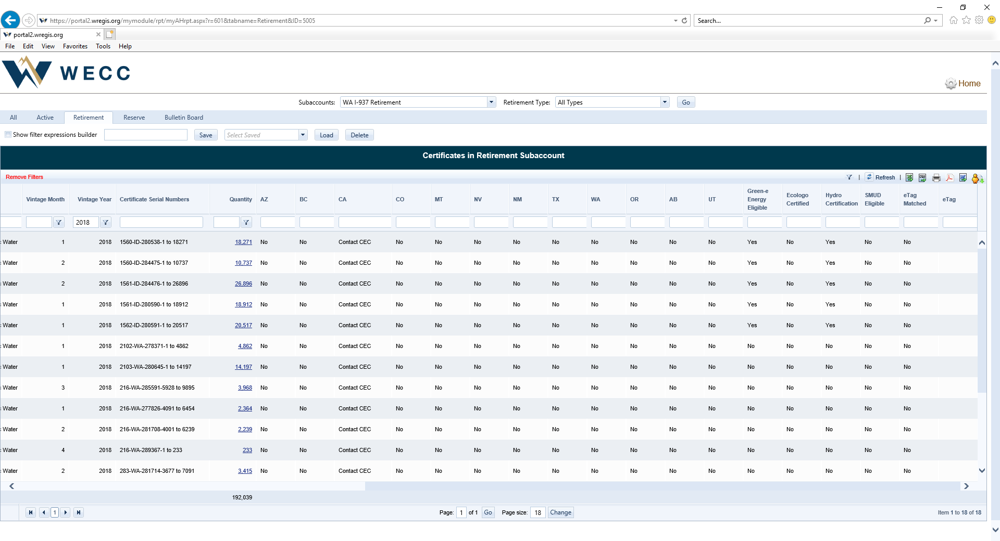 https://portal2.wregis.org/mymodule/rpt/myAHrpt.aspx?r=601&tabname=Retirement&ID=5005 Search...
portal2.wregis.org
File Edit View Favorites Tools Help
WECC
Home
Subaccounts: WA I-937 Retirement Retirement Type: All Types Go
All Active Retirement Reserve Bulletin Board
Show filter expressions builder Save Select Saved Load Delete
Certificates in Retirement Subaccount
Remove Filters | Refresh |
Vintage Month Vintage Year Certificate Serial Numbers Quantity AZ BC CA CO MT NV NM TX WA OR AB UT Green-e Energy Eligible Ecologo Certified Hydro Certification SMUD Eligible eTag Matched eTag
2018
Water 1 2018 1560-ID-280538-1 to 18271 18,271 No No Contact CEC No No No No No No No No No Yes No Yes No No
Water 2 2018 1560-ID-284475-1 to 10737 10,737 No No Contact CEC No No No No No No No No No Yes No Yes No No
Water 2 2018 1561-ID-284476-1 to 26896 26,896 No No Contact CEC No No No No No No No No No Yes No Yes No No
Water 1 2018 1561-ID-280590-1 to 18912 18,912 No No Contact CEC No No No No No No No No No Yes No Yes No No
Water 1 2018 1562-ID-280591-1 to 20517 20,517 No No Contact CEC No No No No No No No No No Yes No Yes No No
Water 1 2018 2102-WA-278371-1 to 4862 4,862 No No Contact CEC No No No No No No No No No No No No No No
Water 1 2018 2103-WA-280645-1 to 14197 14,197 No No Contact CEC No No No No No No No No No No No No No No
Water 3 2018 216-WA-285591-5928 to 9895 3,968 No No Contact CEC No No No No No No No No No No No No No No
Water 1 2018 216-WA-277826-4091 to 6454 2,364 No No Contact CEC No No No No No No No No No No No No No No
Water 2 2018 216-WA-281708-4001 to 6239 2,239 No No Contact CEC No No No No No No No No No No No No No No
Water 4 2018 216-WA-289367-1 to 233 233 No No Contact CEC No No No No No No No No No No No No No No
Water 2 2018 283-WA-281714-3677 to 7091 3,415 No No Contact CEC No No No No No No No No No No No No No No
192,039
1 Page: 1 of 1 Go Page size: 18 Change Item 1 to 18 of 18